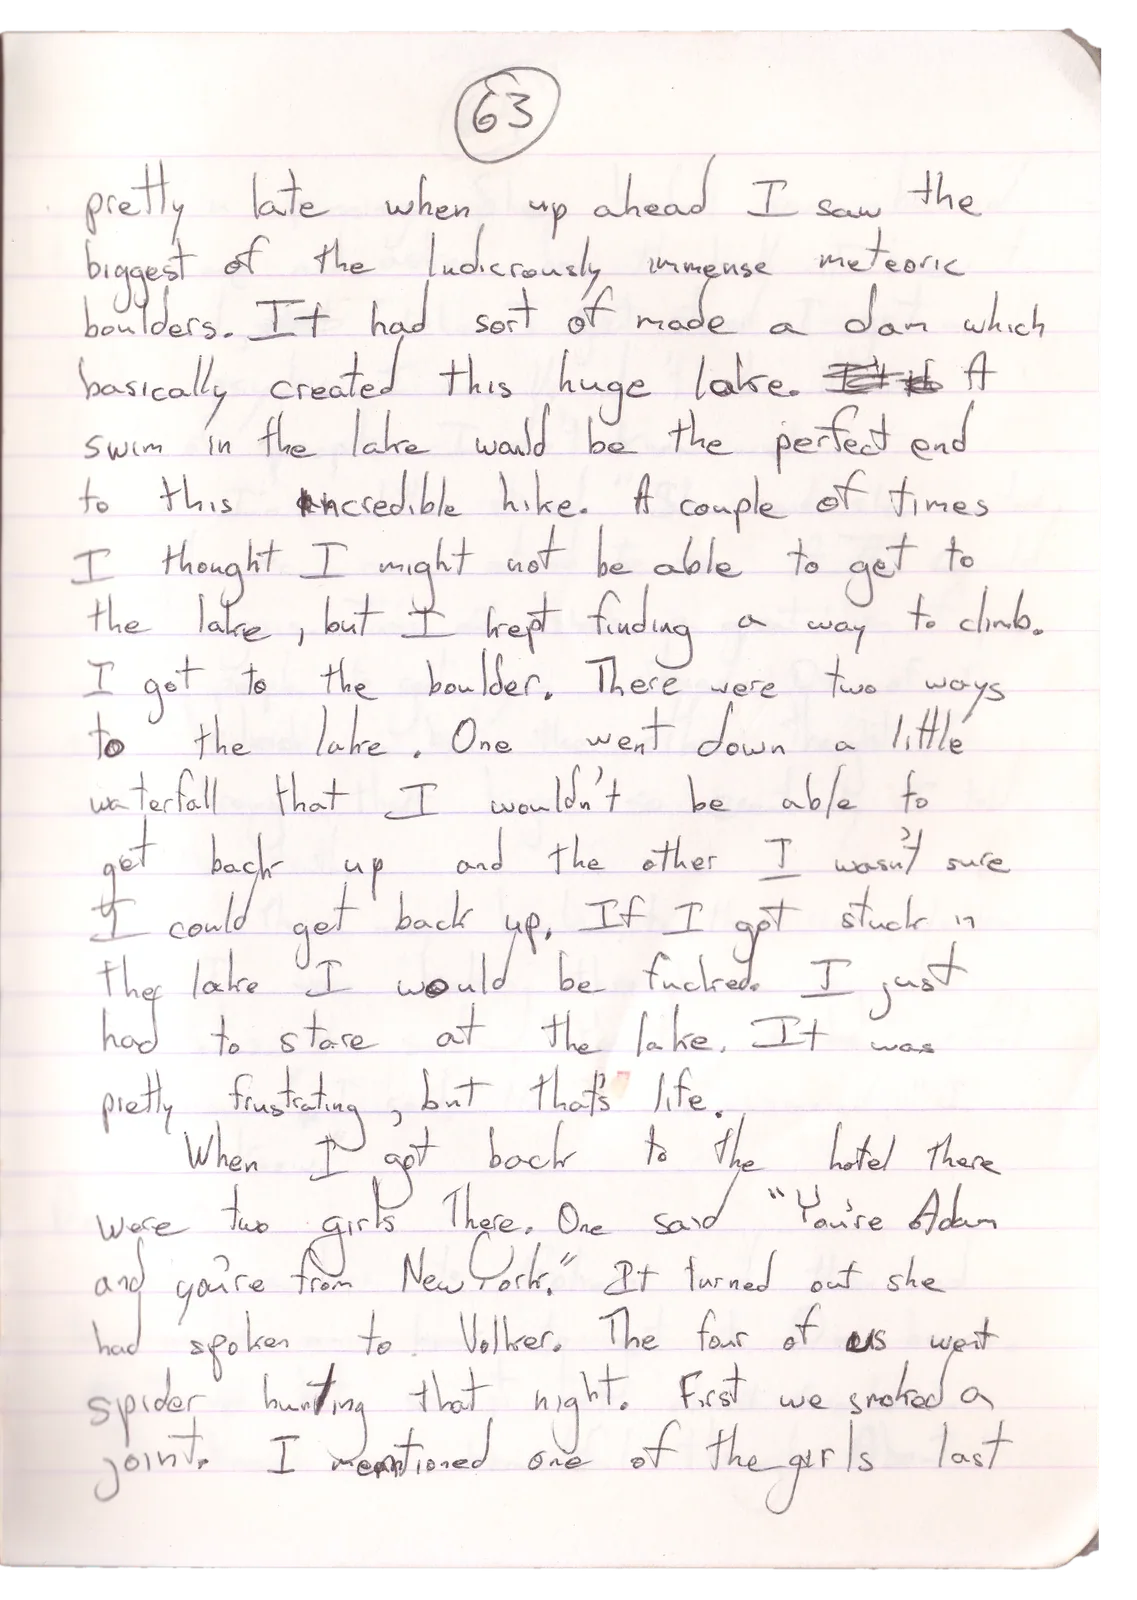 63
pretty late when up ahead I saw the
biggest of the ludicrously immense meteoric
boulders. It had sort of made a dam which
basically created this huge lake. A
swim in the lake would be the perfect end
to this incredible hike. A couple of times
I thought I might not be able to get to
the lake, but I kept finding a way to climb.
I got to the boulder. There were two ways
to the lake. One went down a little
waterfall that I wouldn't be able to
get back up and the other I wasn't sure
I could get back up. If I got stuck in
the lake I would be fucked. I just
had to stare at the lake. It was
pretty frustrating, but that's life.
When I got back to the hotel there
were two girls there. One said "You're Adam
and you're from New York." It turned out she
had spoken to Volker. The four of us went
spider hunting that night. First we smoked a
joint. I mentioned one of the girls last